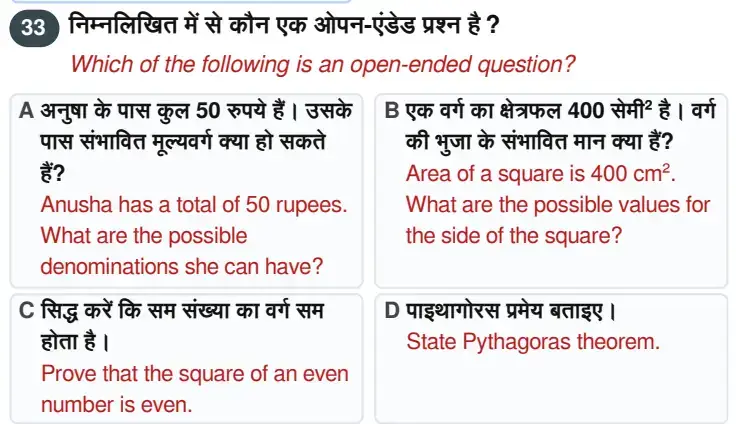 33 निम्नलिखित में से कौन एक ओपन-एंडेड प्रश्न है ?
Which of the following is an open-ended question?
A अनुषा के पास कुल 50 रुपये हैं। उसके
पास संभावित मूल्यवर्ग क्या हो सकते
हैं?
Anusha has a total of 50 rupees.
What are the possible
denominations she can have?
B एक वर्ग का क्षेत्रफल 400 सेमी² है। वर्ग
की भुजा के संभावित मान क्या हैं?
Area of a square is 400 cm².
What are the possible values for
the side of the square?
C सिद्ध करें कि सम संख्या का वर्ग सम
होता है।
Prove that the square of an even
number is even.
D पाइथागोरस प्रमेय बताइए।
State Pythagoras theorem.